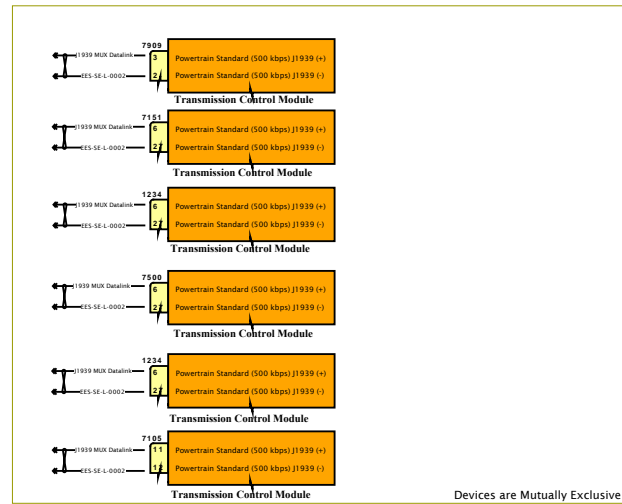 7909
J1939 MUX Datalink 3 Powertrain Standard (500 kbps) J1939 (+)
EES-SE-L-0002 2 Powertrain Standard (500 kbps) J1939 (-)
Transmission Control Module
7151
J1939 MUX Datalink 6 Powertrain Standard (500 kbps) J1939 (+)
EES-SE-L-0002 27 Powertrain Standard (500 kbps) J1939 (-)
Transmission Control Module
1234
J1939 MUX Datalink 6 Powertrain Standard (500 kbps) J1939 (+)
EES-SE-L-0002 27 Powertrain Standard (500 kbps) J1939 (-)
Transmission Control Module
7500
J1939 MUX Datalink 6 Powertrain Standard (500 kbps) J1939 (+)
EES-SE-L-0002 27 Powertrain Standard (500 kbps) J1939 (-)
Transmission Control Module
1234
J1939 MUX Datalink 6 Powertrain Standard (500 kbps) J1939 (+)
EES-SE-L-0002 27 Powertrain Standard (500 kbps) J1939 (-)
Transmission Control Module
7105
J1939 MUX Datalink 11 Powertrain Standard (500 kbps) J1939 (+)
EES-SE-L-0002 12 Powertrain Standard (500 kbps) J1939 (-)
Transmission Control Module
Devices are Mutually Exclusive